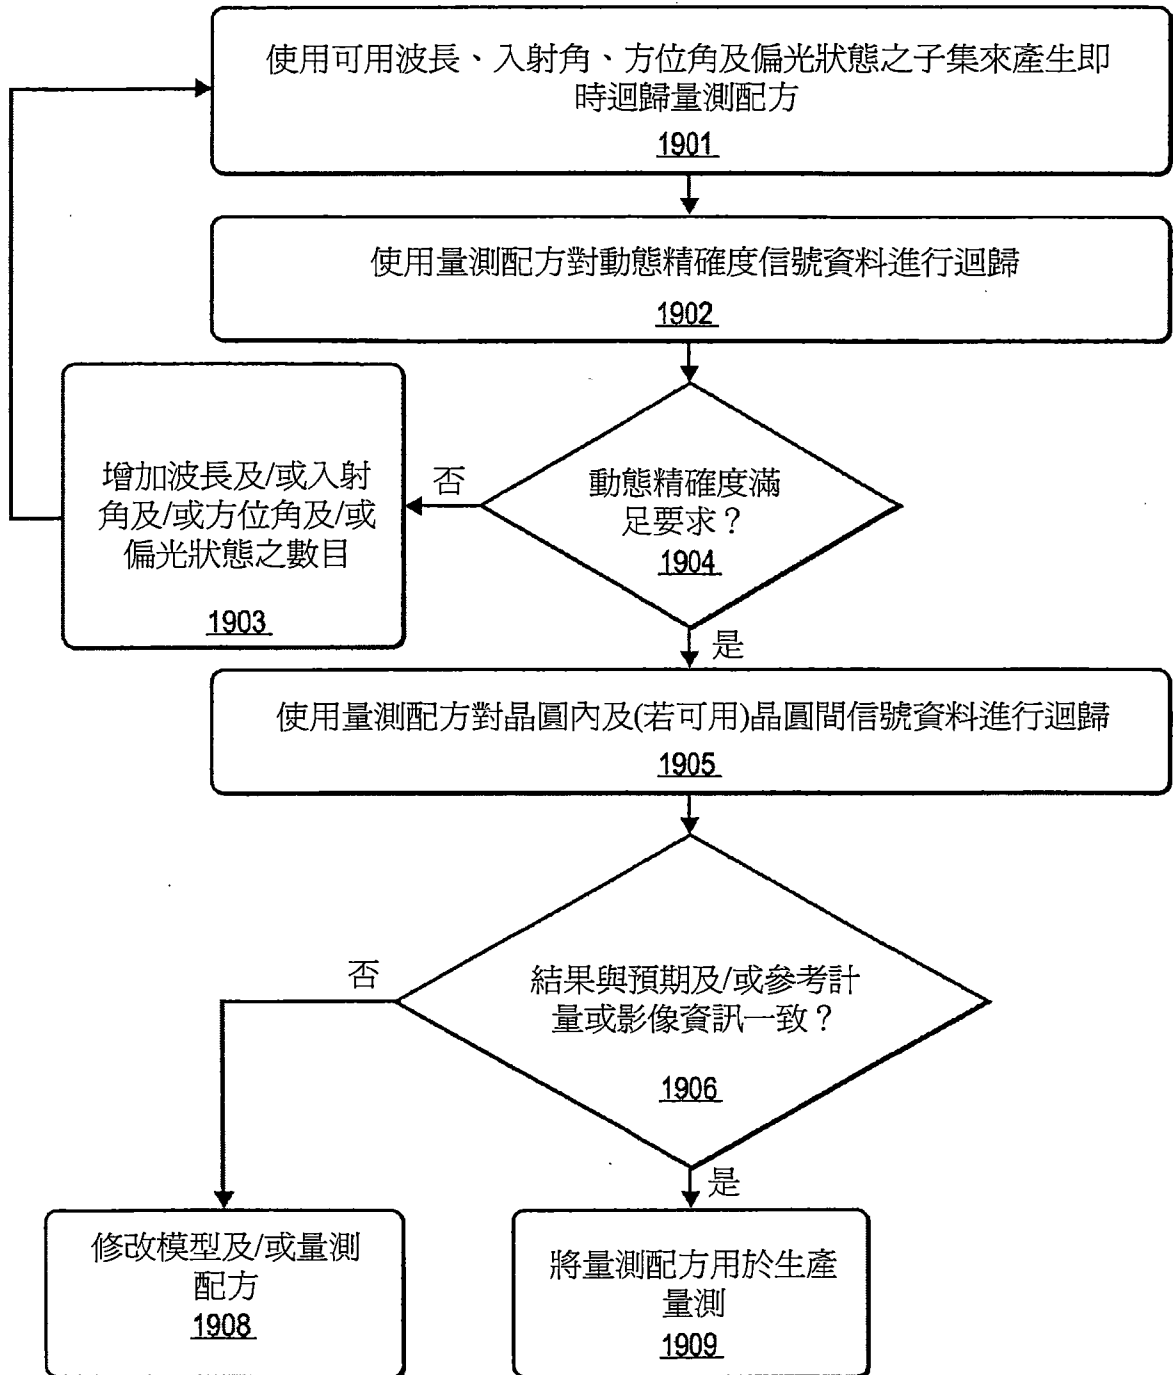 使用可用波長、入射角、方位角及偏光狀態之子集來產生即
時迴歸量測配方
1901
使用量測配方對動態精確度信號資料進行迴歸
1902
增加波長及/或入射
角及/或方位角及/或
偏光狀態之數目
1903
否
動態精確度滿
足要求？
1904
是
使用量測配方對晶圓內及(若可用)晶圓間信號資料進行迴歸
1905
否
結果與預期及/或參考計
量或影像資訊一致？
1906
是
修改模型及/或量測
配方
1908
將量測配方用於生產
量測
1909